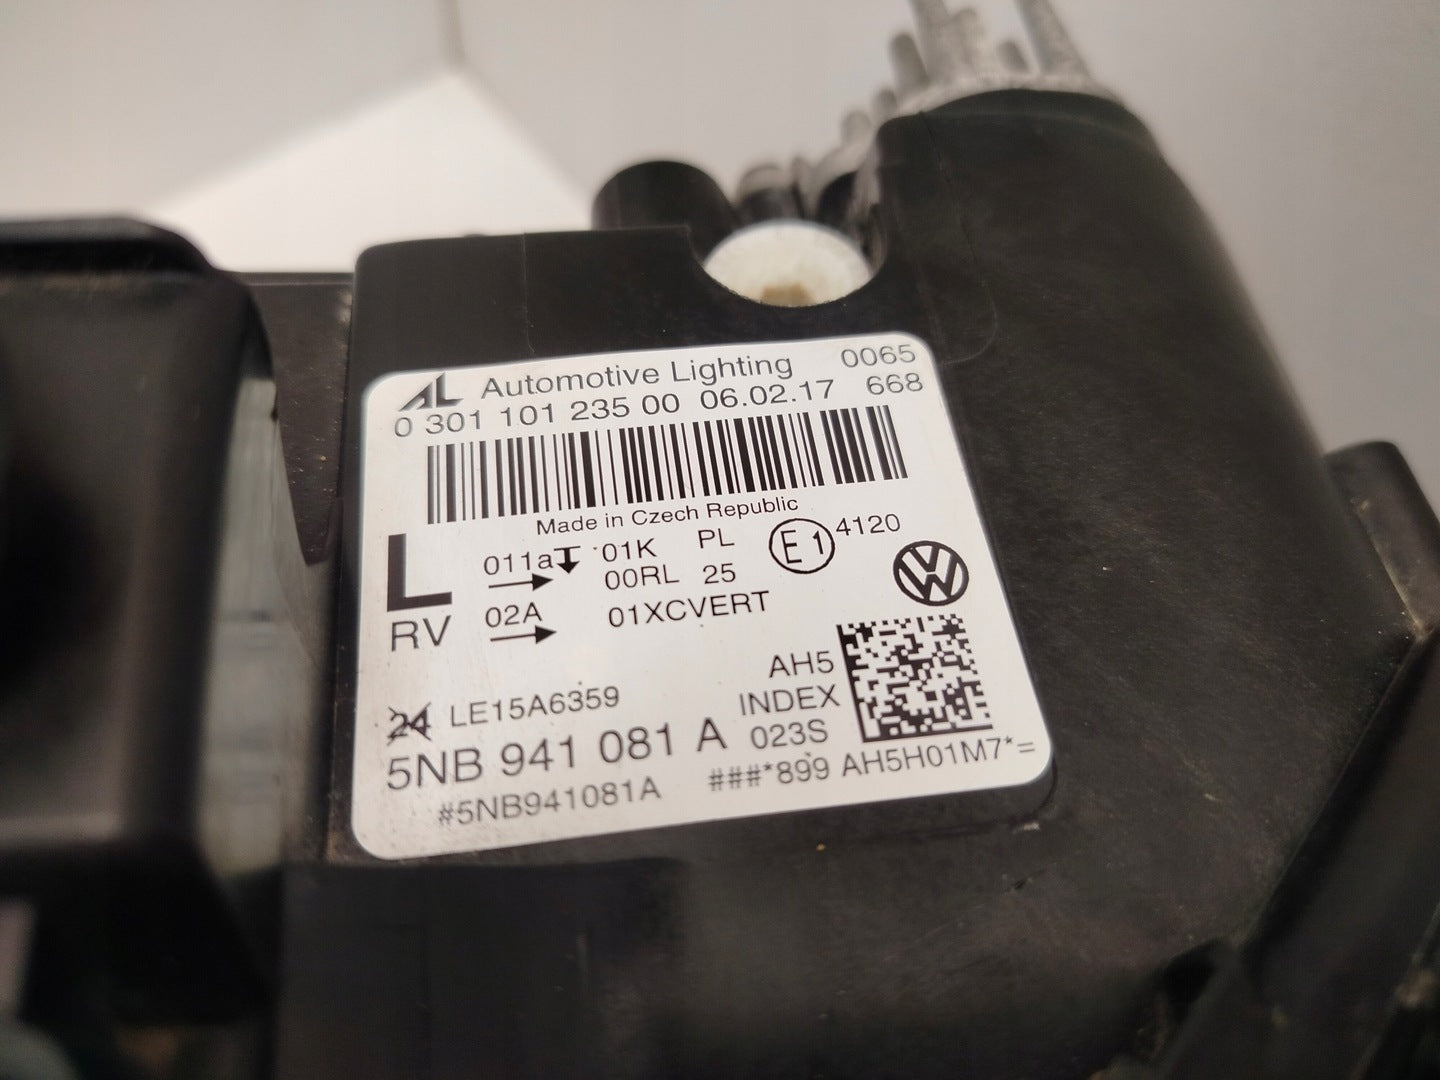 AL Automotive Lighting 0065
0 301 101 235 00 06.02.17 668
Made in Czech Republic
L 011a 01K PL E1 4120
00RL 25
RV 02A 01XCVERT
AH5
24 LE15A6359 INDEX
5NB 941 081 A 023S
#5NB941081A ###*899 AH5H01M7*=